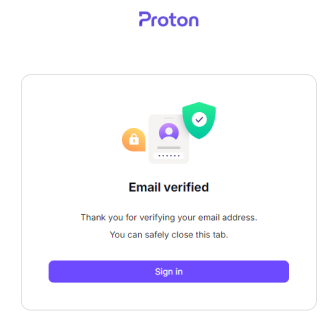 Proton
Email verified
Thank you for verifying your email address.
You can safely close this tab.
Sign in